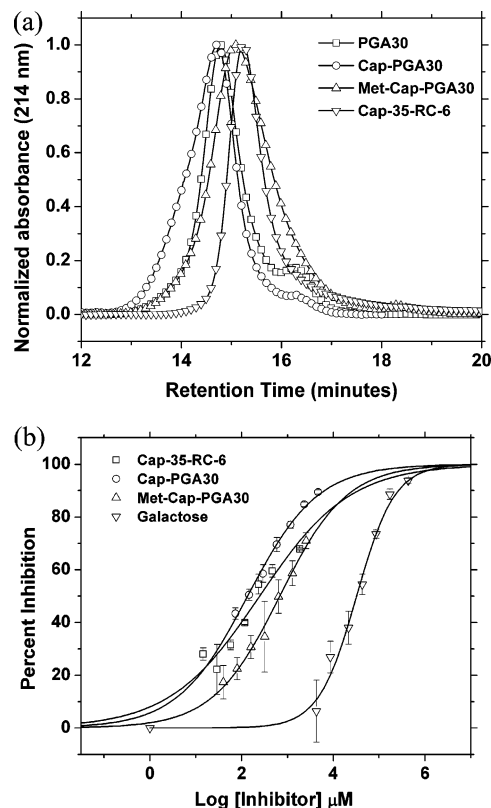 (a)
1.0
0.8
0.6
0.4
0.2
0.0
Normalized absorbance (214 nm)
PGA30
Cap-PGA30
Met-Cap-PGA30
Cap-35-RC-6
12 14 16 18 20
Retention Time (minutes)
(b)
100
80
60
40
20
0
Percent Inhibition
Cap-35-RC-6
Cap-PGA30
Met-Cap-PGA30
Galactose
0 2 4 6
Log [Inhibitor] μM